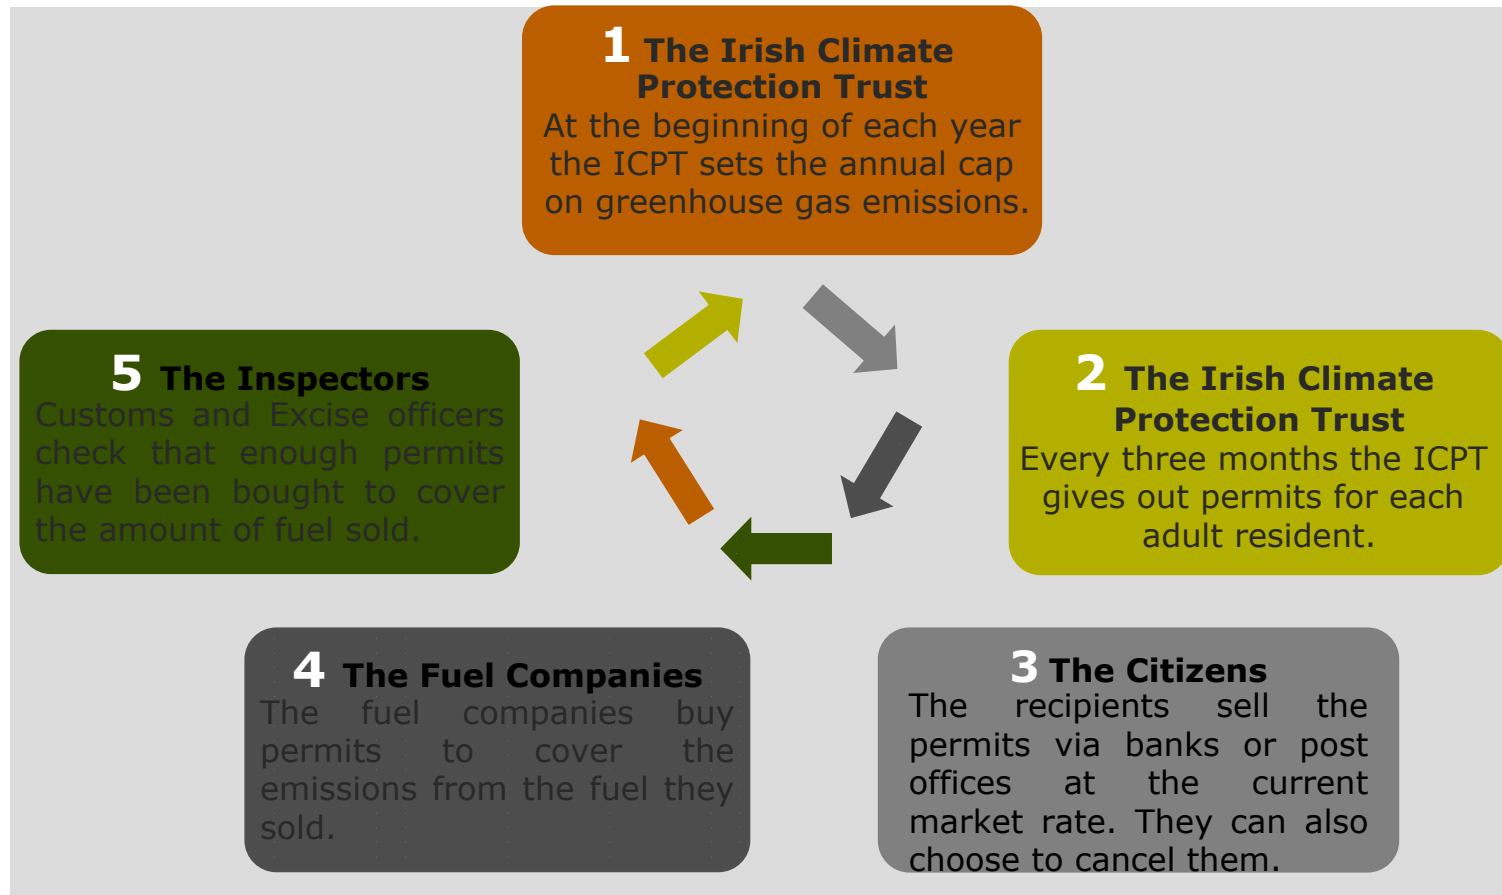 1 The Irish Climate
Protection Trust
At the beginning of each year
the ICPT sets the annual cap
on greenhouse gas emissions.
2 The Irish Climate
Protection Trust
Every three months the ICPT
gives out permits for each
adult resident.
3 The Citizens
The recipients sell the
permits via banks or post
offices at the current
market rate. They can also
choose to cancel them.
4 The Fuel Companies
The fuel companies buy
permits to cover the
emissions from the fuel they
sold.
5 The Inspectors
Customs and Excise officers
check that enough permits
have been bought to cover
the amount of fuel sold.